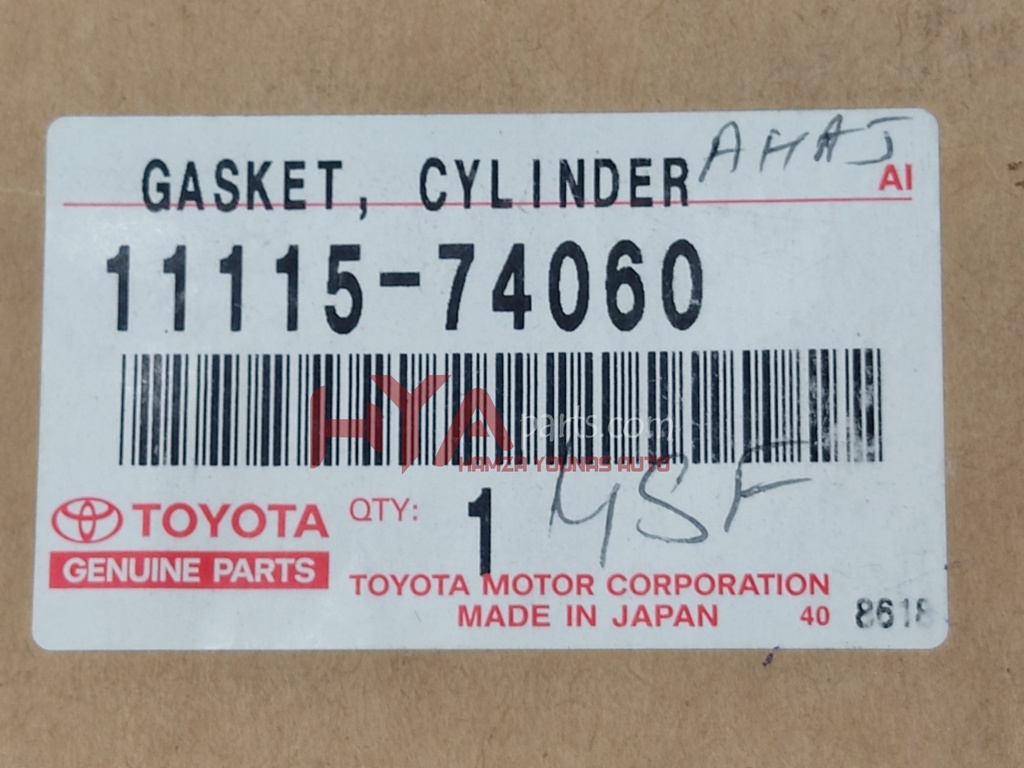 AHAJ
GASKET, CYLINDER
AI
11115-74060
HYA parts.com
HAMZA YOUNAS AUTO
TOYOTA
GENUINE PARTS
QTY: 1
TOYOTA MOTOR CORPORATION
MADE IN JAPAN 40 8618